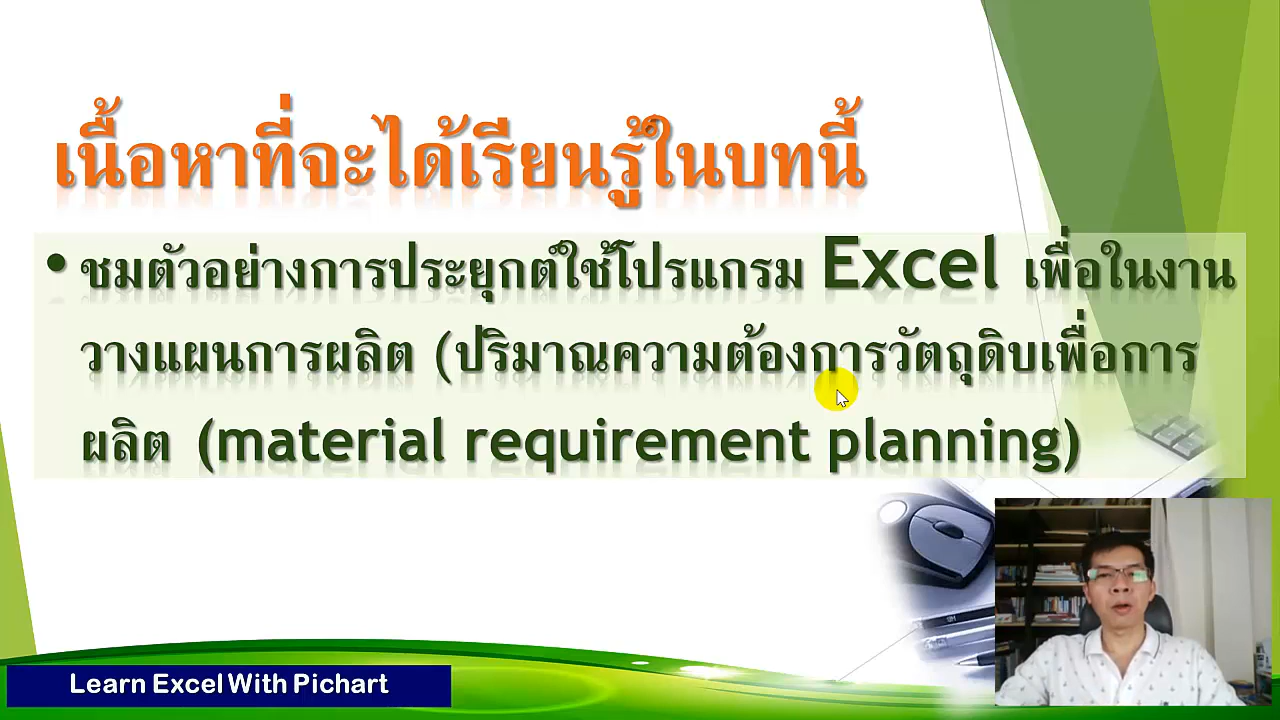 เนื้อหาที่จะได้เรียนรู้ในบทนี้
• ชมตัวอย่างการประยุกต์ใช้โปรแกรม Excel เพื่อในงาน
วางแผนการผลิต (ปริมาณความต้องการวัตถุดิบเพื่อการ
ผลิต (material requirement planning)
Learn Excel With Pichart